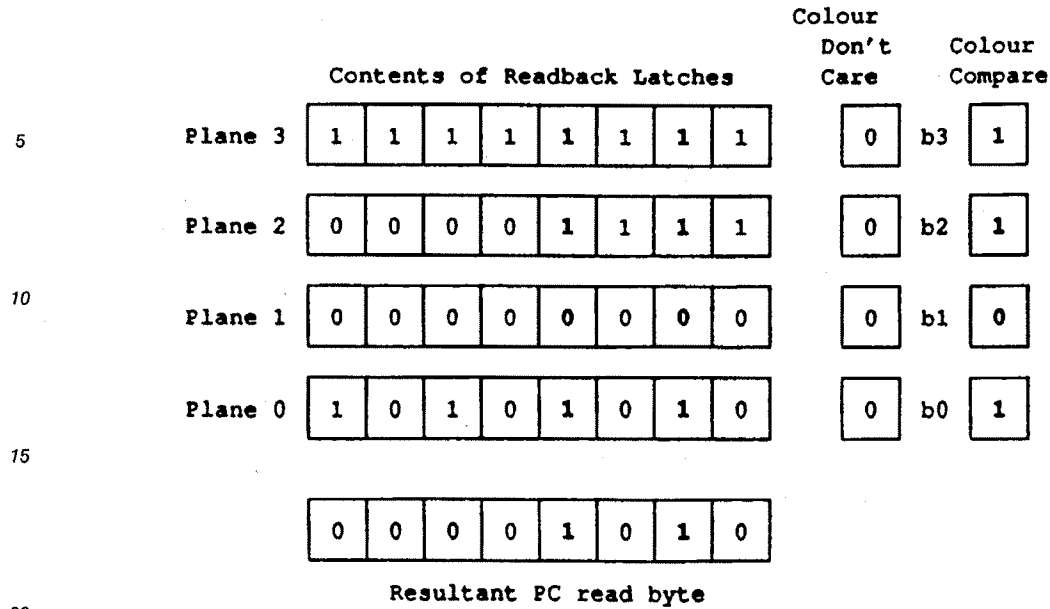 Colour
Don't Colour
Contents of Readback Latches Care Compare
5 Plane 3 1 1 1 1 1 1 1 1 0 b3 1
Plane 2 0 0 0 0 1 1 1 1 0 b2 1
10
Plane 1 0 0 0 0 0 0 0 0 0 b1 0
Plane 0 1 0 1 0 1 0 1 0 0 b0 1
15
0 0 0 0 1 0 1 0
Resultant PC read byte